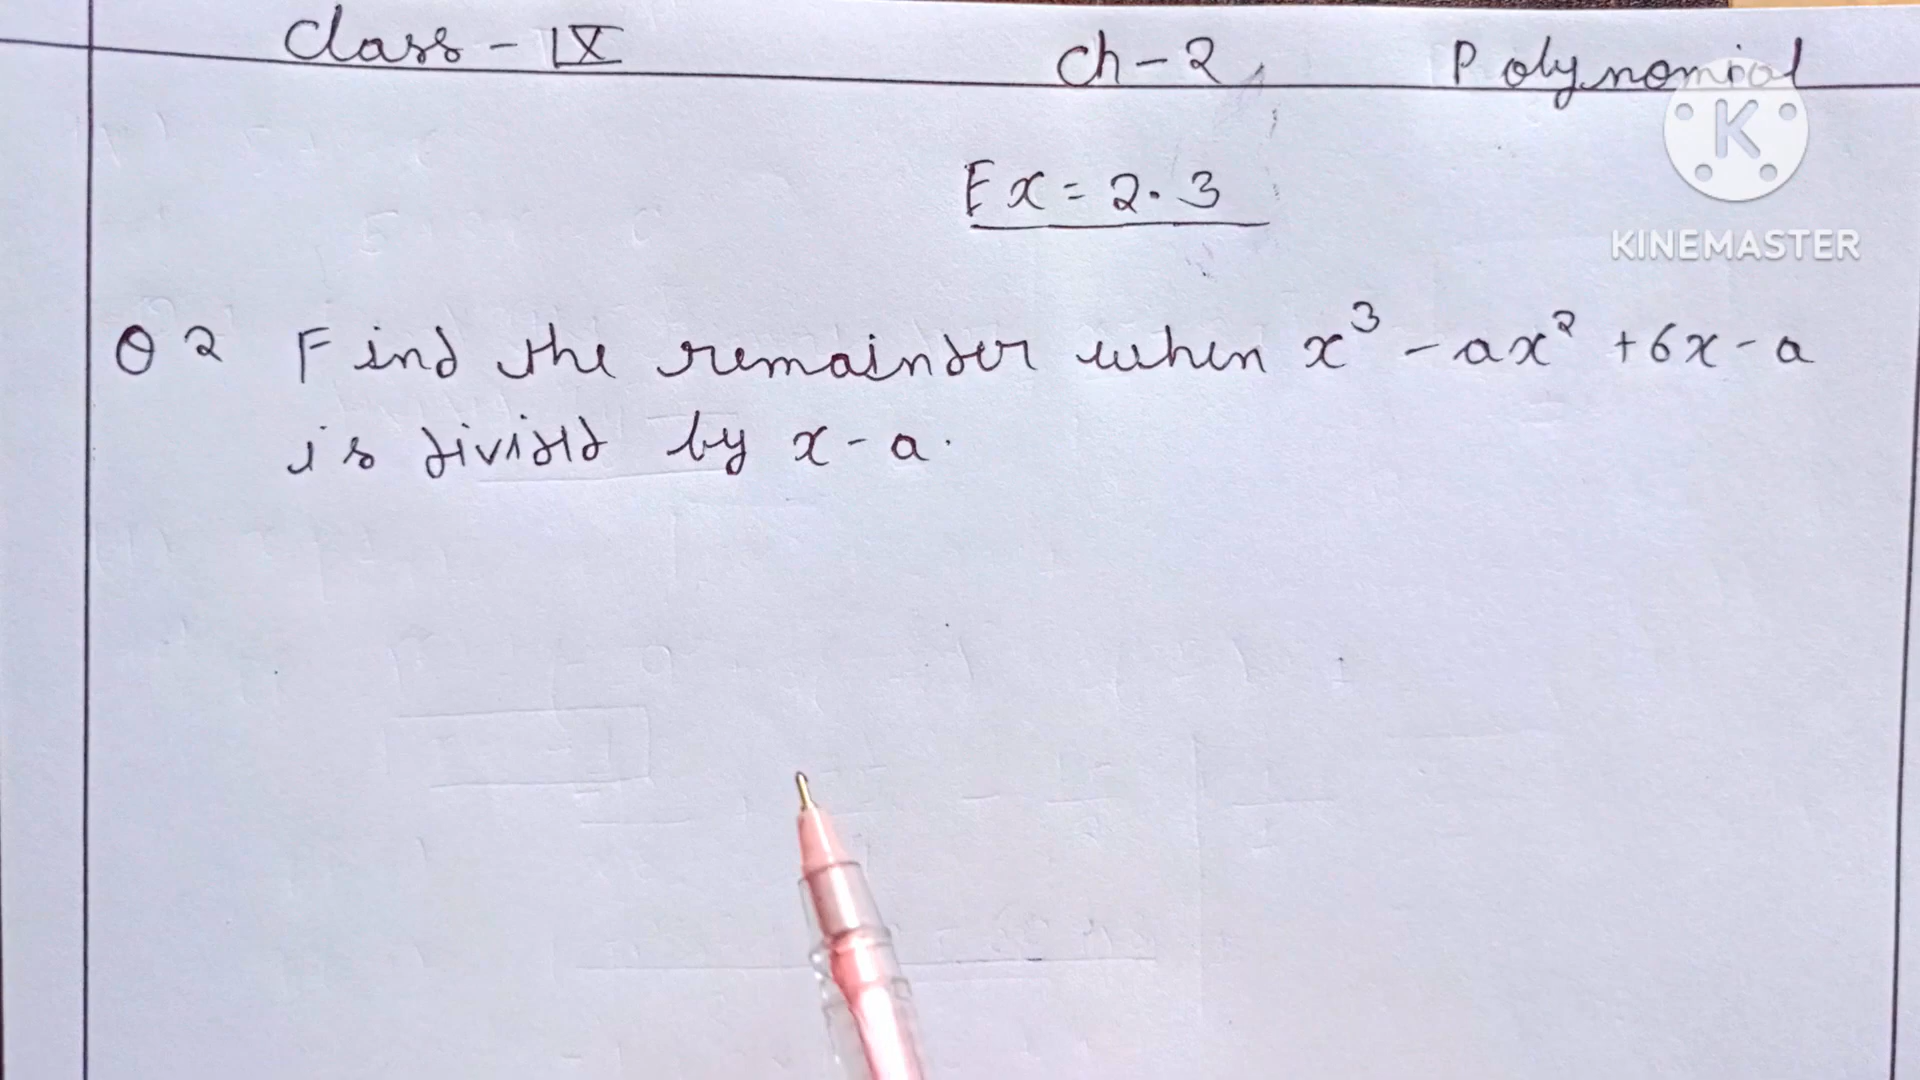 Class - IX Ch - 2, Polynomial
Ex = 2.3
K
KINEMASTER
Q 2 Find the remainder when x³ - ax² + 6x - a
is divided by x - a.